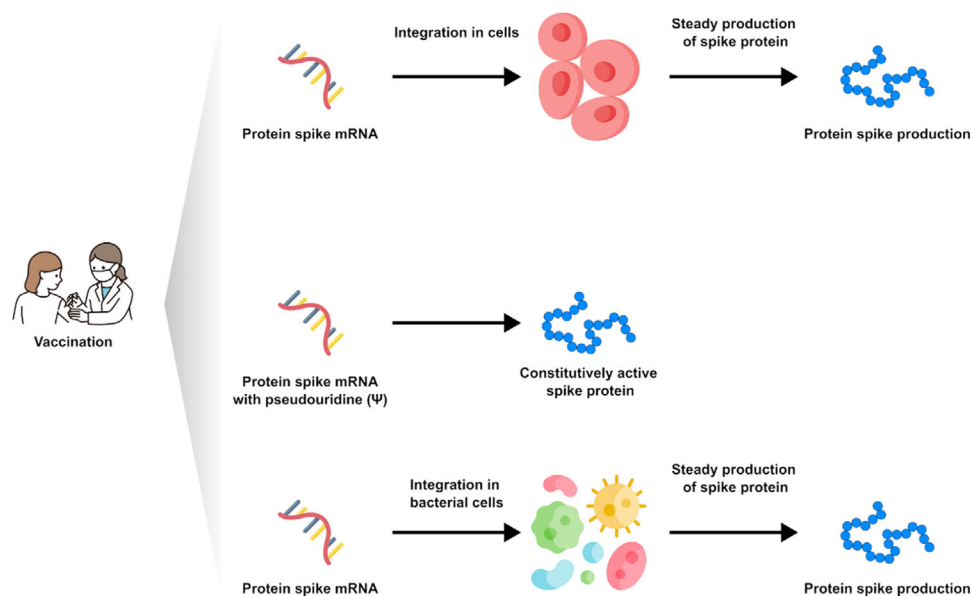 Vaccination
Integration in cells
Steady production
of spike protein
Protein spike mRNA
Protein spike production
Protein spike mRNA
with pseudouridine (Ψ)
Constitutively active
spike protein
Integration in
bacterial cells
Steady production
of spike protein
Protein spike mRNA
Protein spike production